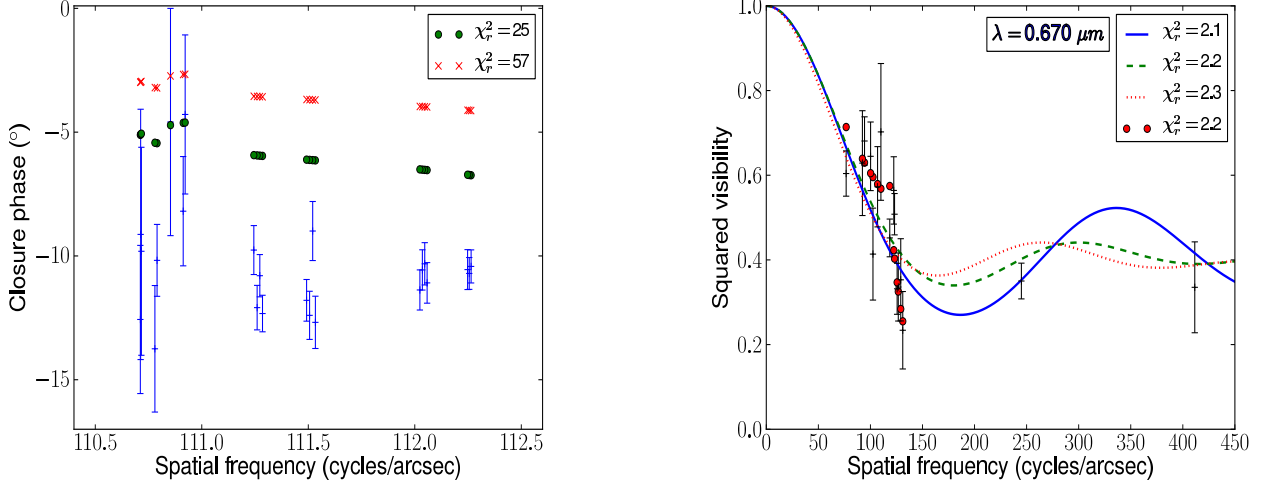 0
−5
−10
−15
Closure phase (°)
110.5 111.0 111.5 112.0 112.5
Spatial frequency (cycles/arcsec)
χ²ᵣ=25
χ²ᵣ=57
1.0
0.8
0.6
0.4
0.2
0.0
Squared visibility
0 50 100 150 200 250 300 350 400 450
Spatial frequency (cycles/arcsec)
λ=0.670 μm
χ²ᵣ=2.1
χ²ᵣ=2.2
χ²ᵣ=2.3
χ²ᵣ=2.2